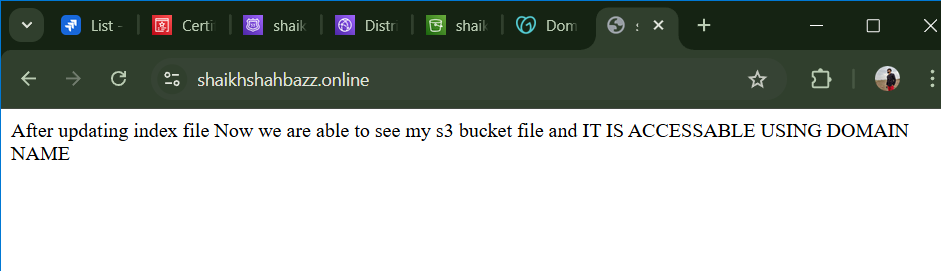 List -
Certi
shaik
Distri
shaik
Dom
s
shaikhshahbazz.online
After updating index file Now we are able to see my s3 bucket file and IT IS ACCESSABLE USING DOMAIN
NAME